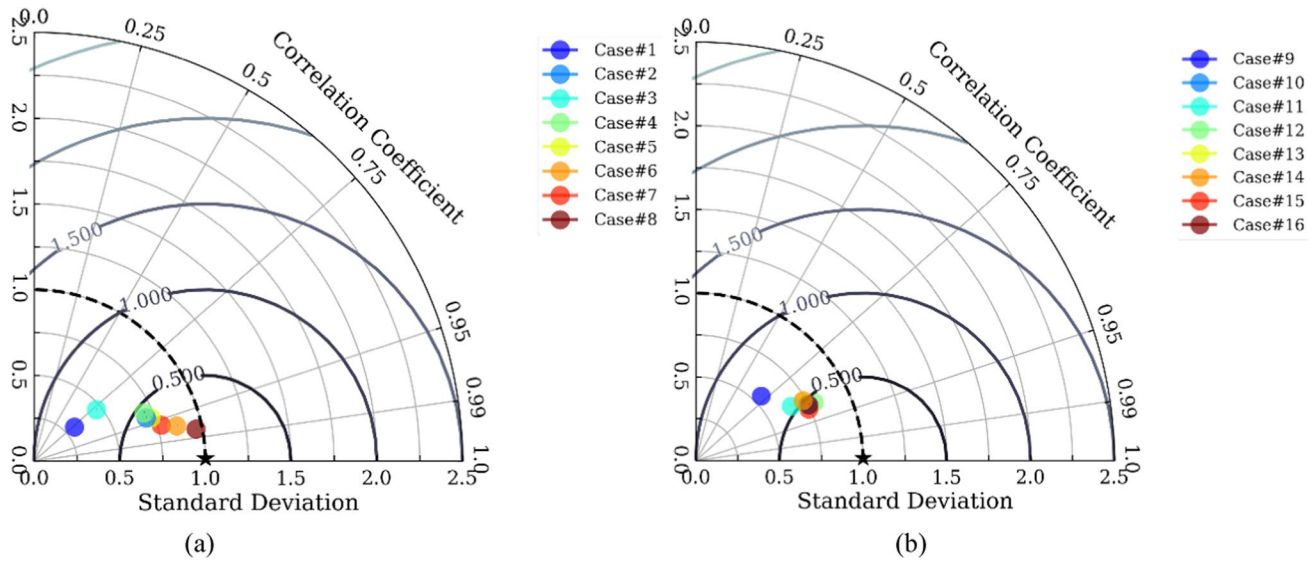 0.0
0.25
0.5
0.75
0.95
0.99
1.0
Correlation Coefficient
2.5
2.0
1.5
1.0
0.5
0.0
1.500
1.000
0.500
0.0
0.5
1.0
1.5
2.0
2.5
Standard Deviation
Case#1
Case#2
Case#3
Case#4
Case#5
Case#6
Case#7
Case#8
(a)
0.0
0.25
0.5
0.75
0.95
0.99
1.0
Correlation Coefficient
2.5
2.0
1.5
1.0
0.5
0.0
1.500
1.000
0.500
0.0
0.5
1.0
1.5
2.0
2.5
Standard Deviation
Case#9
Case#10
Case#11
Case#12
Case#13
Case#14
Case#15
Case#16
(b)